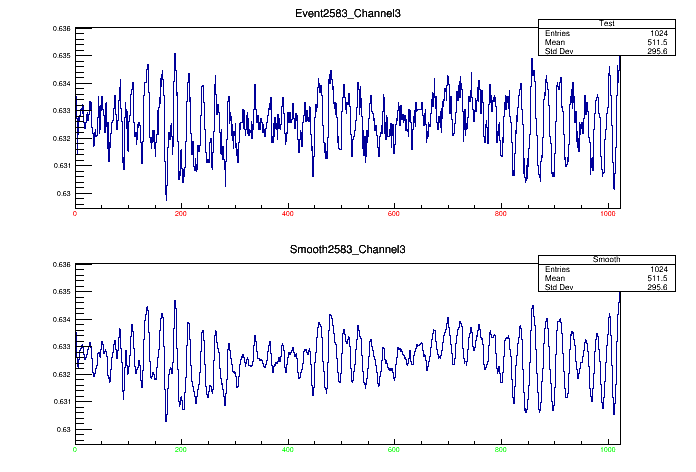 Event2583_Channel3
Test
Entries 1024
Mean 511.5
Std Dev 295.6
0.636
0.635
0.634
0.633
0.632
0.631
0.63
0 200 400 600 800 1000
Smooth2583_Channel3
Smooth
Entries 1024
Mean 511.5
Std Dev 295.6
0.636
0.635
0.634
0.633
0.632
0.631
0.63
0 200 400 600 800 1000